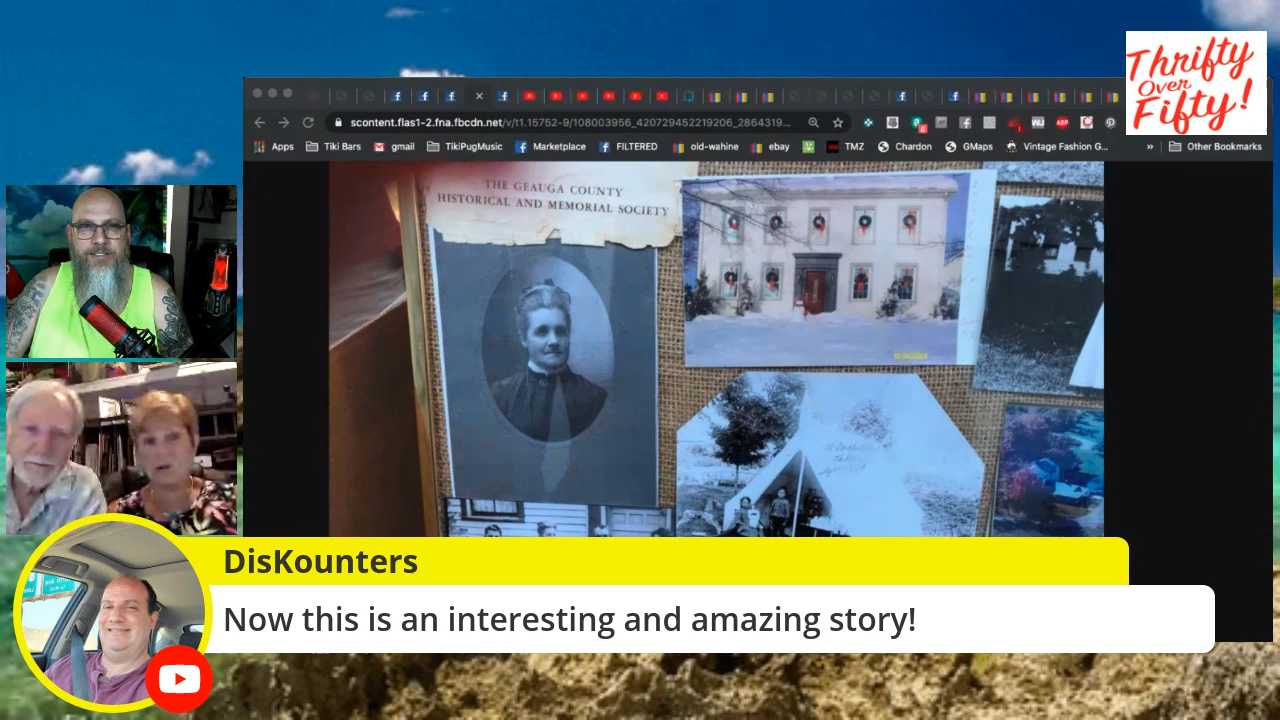 Thrifty
Over
Fifty!
scontent.flas1-2.fna.fbcdn.net/v/t1.15752-9/108003956_420729452219206_2864319...
Apps
Tiki Bars
gmail
TikiPugMusic
Marketplace
FILTERED
old-wahine
ebay
TMZ
Chardon
GMaps
Vintage Fashion G...
»
Other Bookmarks
THE GEAUGA COUNTY
HISTORICAL AND MEMORIAL SOCIETY
DisKounters
Now this is an interesting and amazing story!